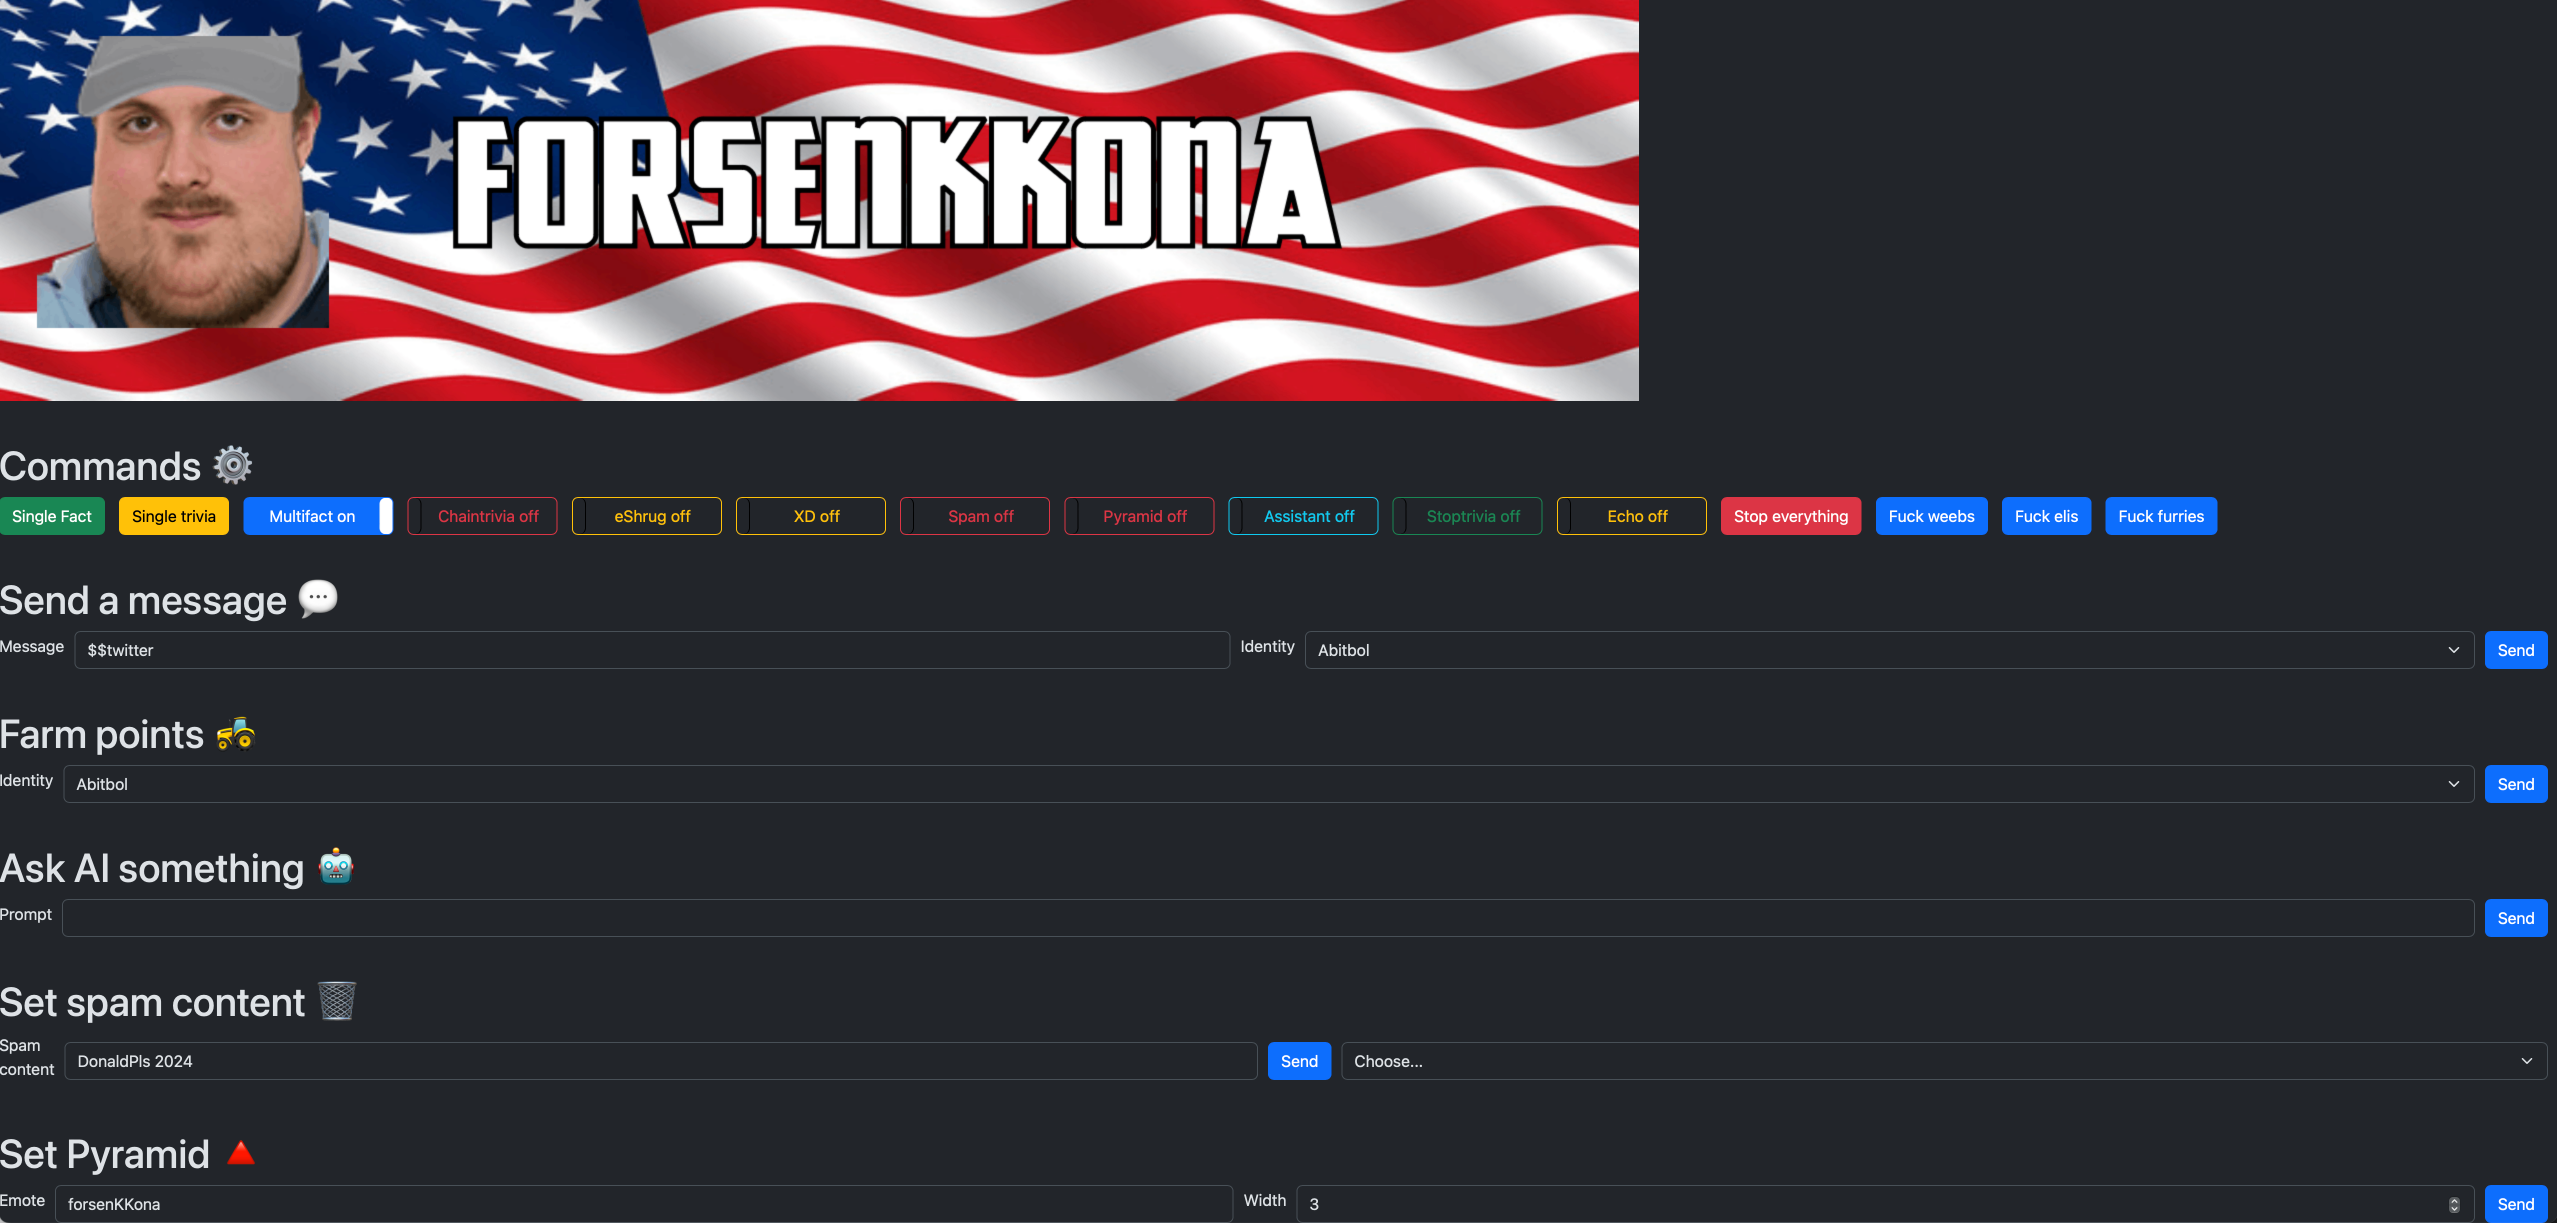 FORSENKKONA
Commands ⚙️
Single Fact Single trivia Multifact on Chaintrivia off eShrug off XD off Spam off Pyramid off Assistant off Stoptrivia off Echo off Stop everything Fuck weebs Fuck elis Fuck furries
Send a message 💬
Message $$twitter Identity Abitbol Send
Farm points 🚜
Identity Abitbol Send
Ask AI something 🤖
Prompt Send
Set spam content 🗑️
Spam
content DonaldPls 2024 Send Choose...
Set Pyramid 🔺
Emote forsenKKona Width 3 Send